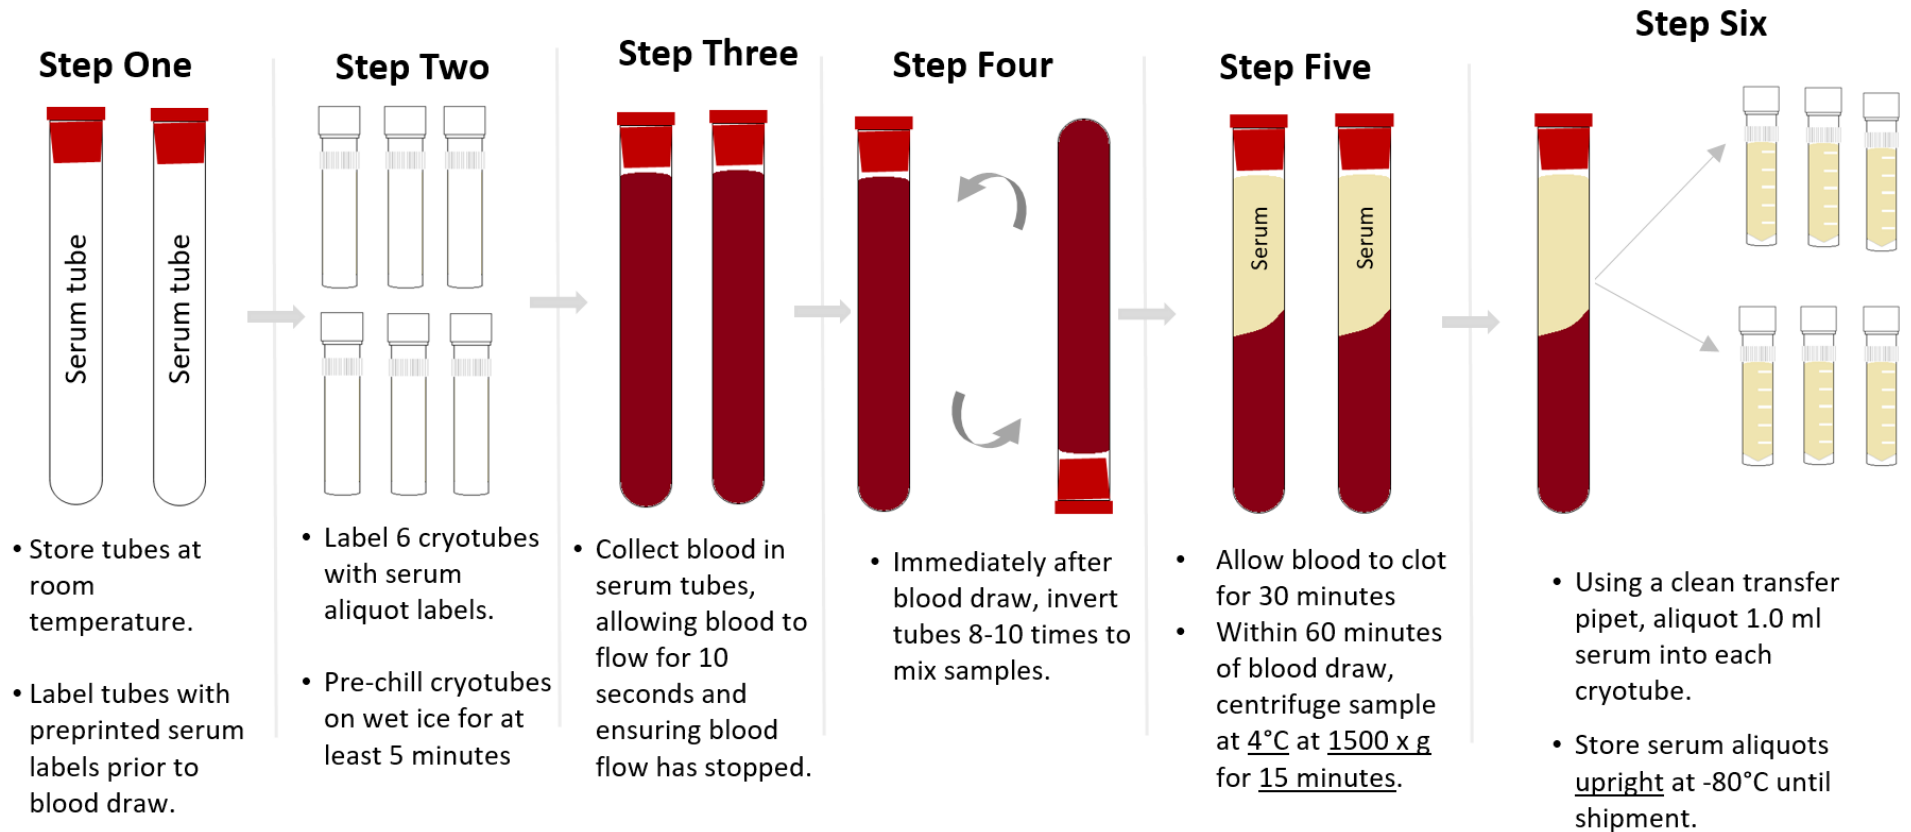 Step One
Serum tube
Serum tube
• Store tubes at
room
temperature.
• Label tubes with
preprinted serum
labels prior to
blood draw.
Step Two
• Label 6 cryotubes
with serum
aliquot labels.
• Pre-chill cryotubes
on wet ice for at
least 5 minutes
Step Three
• Collect blood in
serum tubes,
allowing blood to
flow for 10
seconds and
ensuring blood
flow has stopped.
Step Four
• Immediately after
blood draw, invert
tubes 8-10 times to
mix samples.
Step Five
Serum
Serum
• Allow blood to clot
for 30 minutes
• Within 60 minutes
of blood draw,
centrifuge sample
at 4°C at 1500 x g
for 15 minutes.
Step Six
• Using a clean transfer
pipet, aliquot 1.0 ml
serum into each
cryotube.
• Store serum aliquots
upright at -80°C until
shipment.